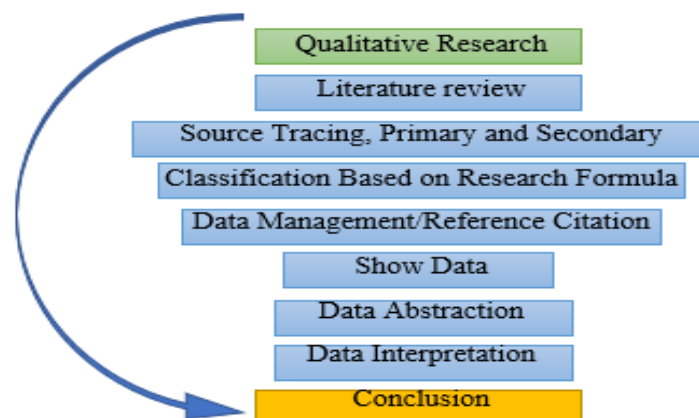 Qualitative Research
Literature review
Source Tracing, Primary and Secondary
Classification Based on Research Formula
Data Management/Reference Citation
Show Data
Data Abstraction
Data Interpretation
Conclusion